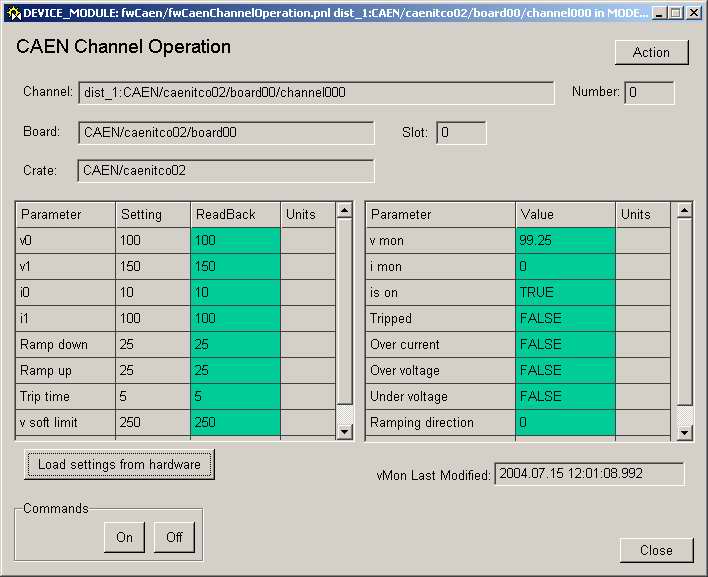 DEVICE_MODULE: fwCaen/fwCaenChannelOperation.pnl dist_1:CAEN/caenitco02/board00/channel000 in MODE...
CAEN Channel Operation
Action
Channel: dist_1:CAEN/caenitco02/board00/channel000 Number: 0
Board: CAEN/caenitco02/board00 Slot: 0
Crate: CAEN/caenitco02
Parameter Setting ReadBack Units Parameter Value Units
v0 100 100 v mon 99.25
v1 150 150 i mon 0
i0 10 10 is on TRUE
i1 100 100 Tripped FALSE
Ramp down 25 25 Over current FALSE
Ramp up 25 25 Over voltage FALSE
Trip time 5 5 Under voltage FALSE
v soft limit 250 250 Ramping direction 0
Load settings from hardware
vMon Last Modified: 2004.07.15 12:01:08.992
Commands
On Off
Close